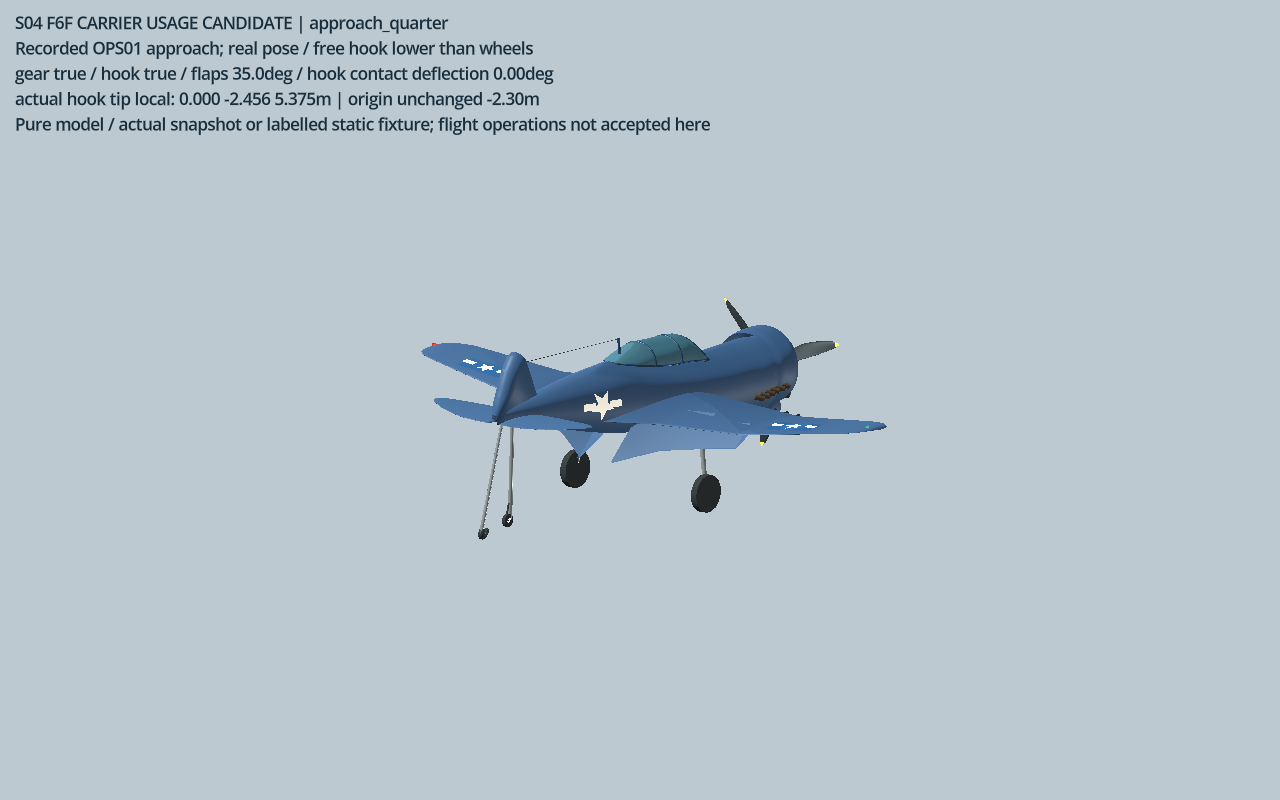 S04 F6F CARRIER USAGE CANDIDATE | approach_quarter
Recorded OPS01 approach; real pose / free hook lower than wheels
gear true / hook true / flaps 35.0deg / hook contact deflection 0.00deg
actual hook tip local: 0.000 -2.456 5.375m | origin unchanged -2.30m
Pure model / actual snapshot or labelled static fixture; flight operations not accepted here